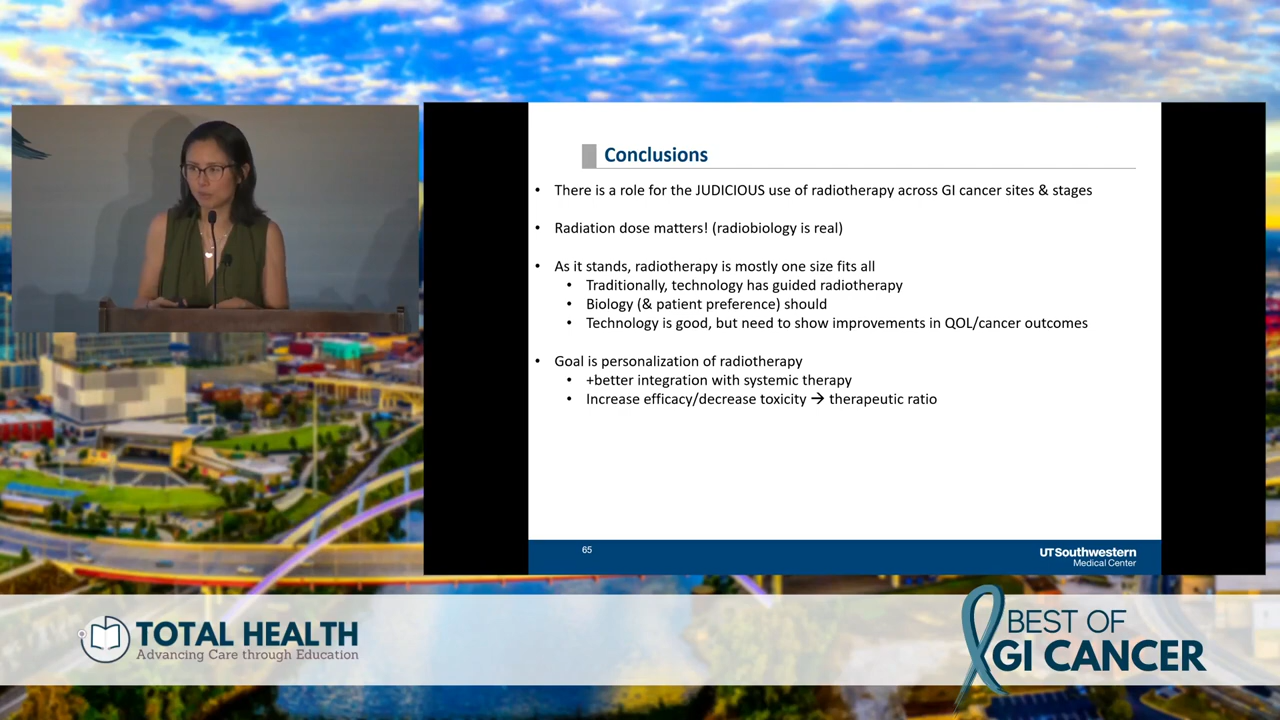 Conclusions
• There is a role for the JUDICIOUS use of radiotherapy across GI cancer sites & stages
• Radiation dose matters! (radiobiology is real)
• As it stands, radiotherapy is mostly one size fits all
• Traditionally, technology has guided radiotherapy
• Biology (& patient preference) should
• Technology is good, but need to show improvements in QOL/cancer outcomes
• Goal is personalization of radiotherapy
• +better integration with systemic therapy
• Increase efficacy/decrease toxicity → therapeutic ratio
65
UTSouthwestern
Medical Center
TOTAL HEALTH
Advancing Care through Education
BEST OF
GI CANCER